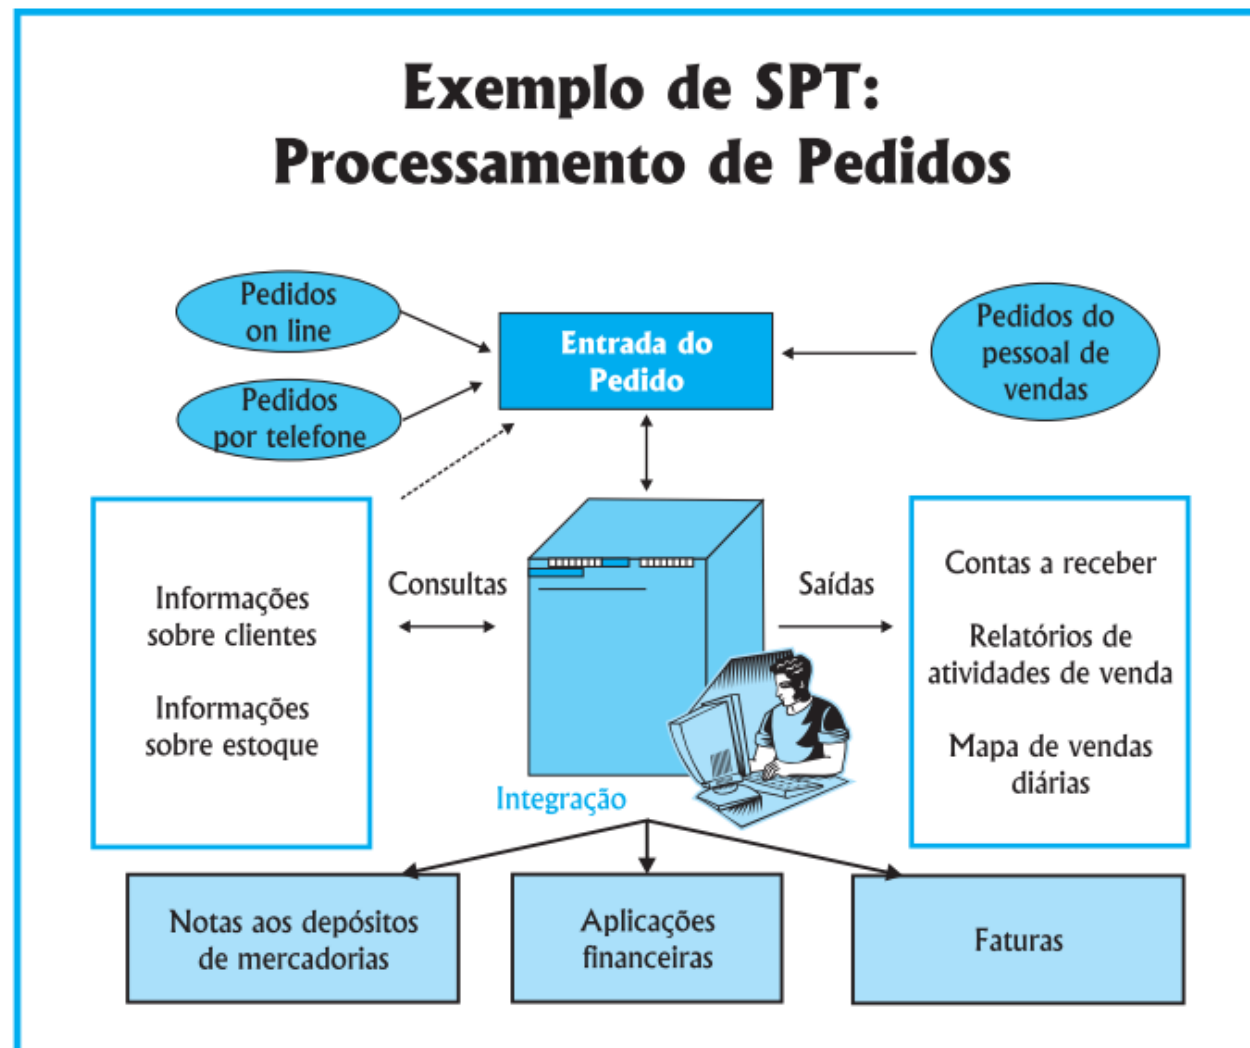 Exemplo de SPT:
Processamento de Pedidos
Pedidos
on line
Entrada do
Pedido
Pedidos do
pessoal de
vendas
Pedidos
por telefone
Informações
sobre clientes
Informações
sobre estoque
Consultas
Saídas
Contas a receber
Relatórios de
atividades de venda
Mapa de vendas
diárias
Integração
Notas aos depósitos
de mercadorias
Aplicações
financeiras
Faturas